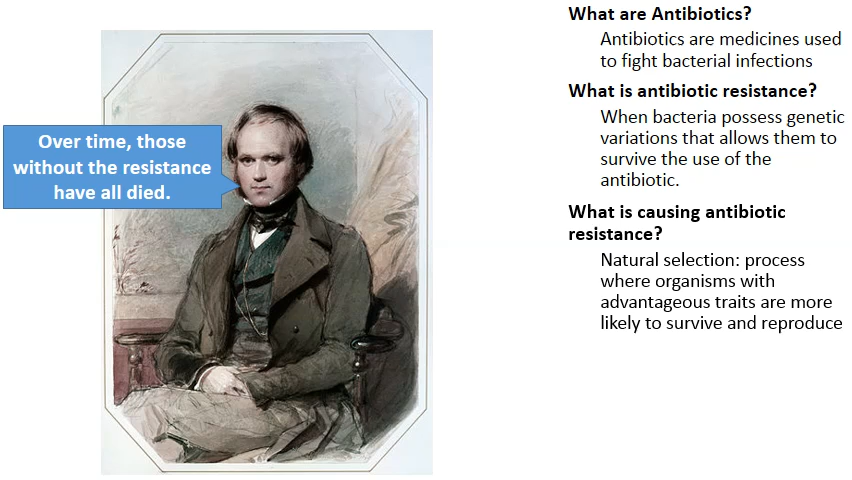 What are Antibiotics?
Antibiotics are medicines used
to fight bacterial infections
What is antibiotic resistance?
When bacteria possess genetic
variations that allows them to
survive the use of the
antibiotic.
What is causing antibiotic
resistance?
Natural selection: process
where organisms with
advantageous traits are more
likely to survive and reproduce
Over time, those
without the resistance
have all died.